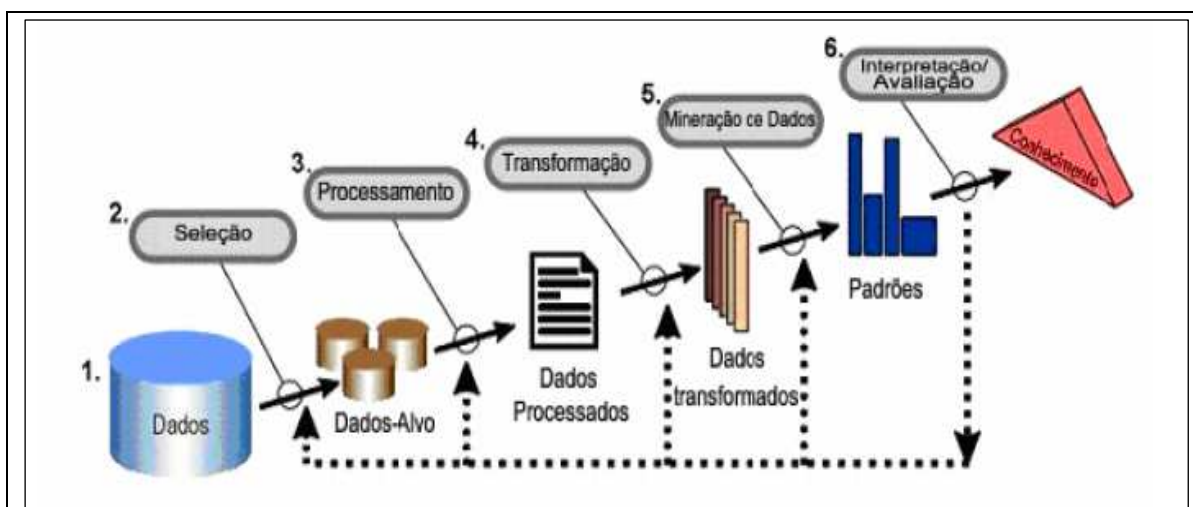 1.
Dados
2.
Seleção
Dados-Alvo
3.
Processamento
Dados
Processados
4.
Transformação
Dados
transformados
5.
Mineração ce Dados
Padrões
6.
Interpretação/
Avaliação
Conhecimento